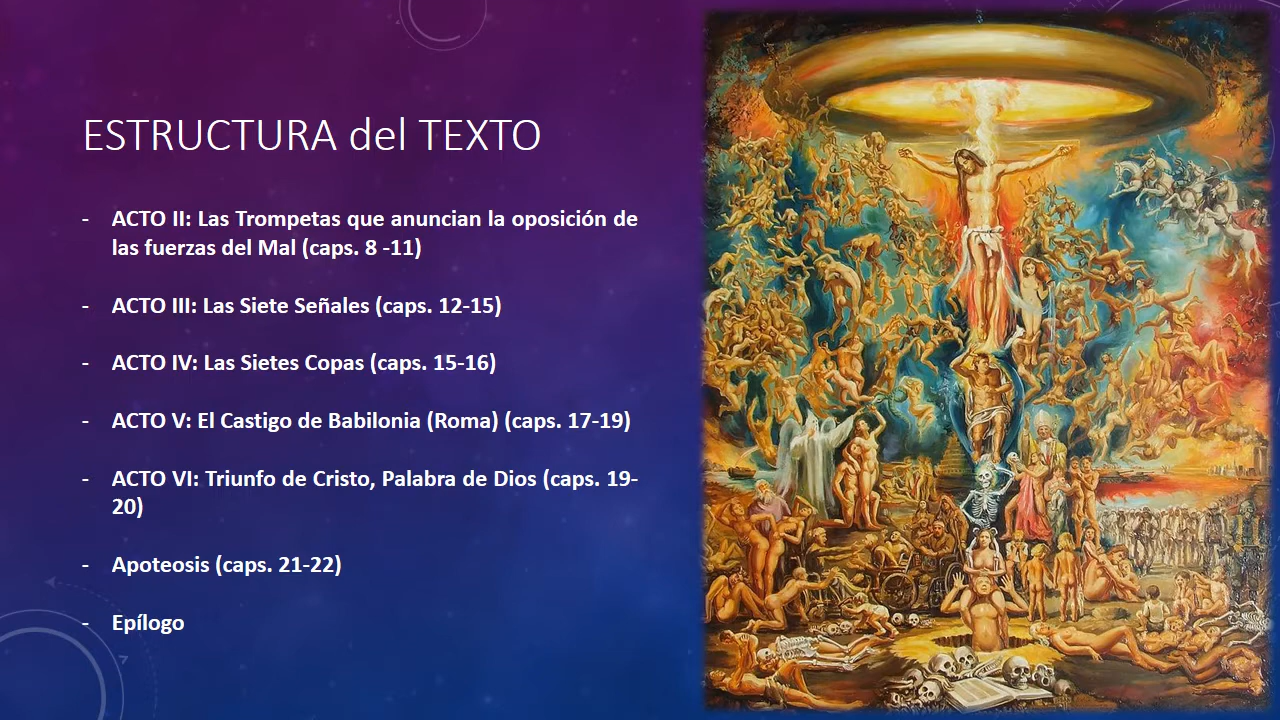 ESTRUCTURA del TEXTO
- ACTO II: Las Trompetas que anuncian la oposición de
las fuerzas del Mal (caps. 8 -11)
- ACTO III: Las Siete Señales (caps. 12-15)
- ACTO IV: Las Sietes Copas (caps. 15-16)
- ACTO V: El Castigo de Babilonia (Roma) (caps. 17-19)
- ACTO VI: Triunfo de Cristo, Palabra de Dios (caps. 19-
20)
- Apoteosis (caps. 21-22)
- Epílogo